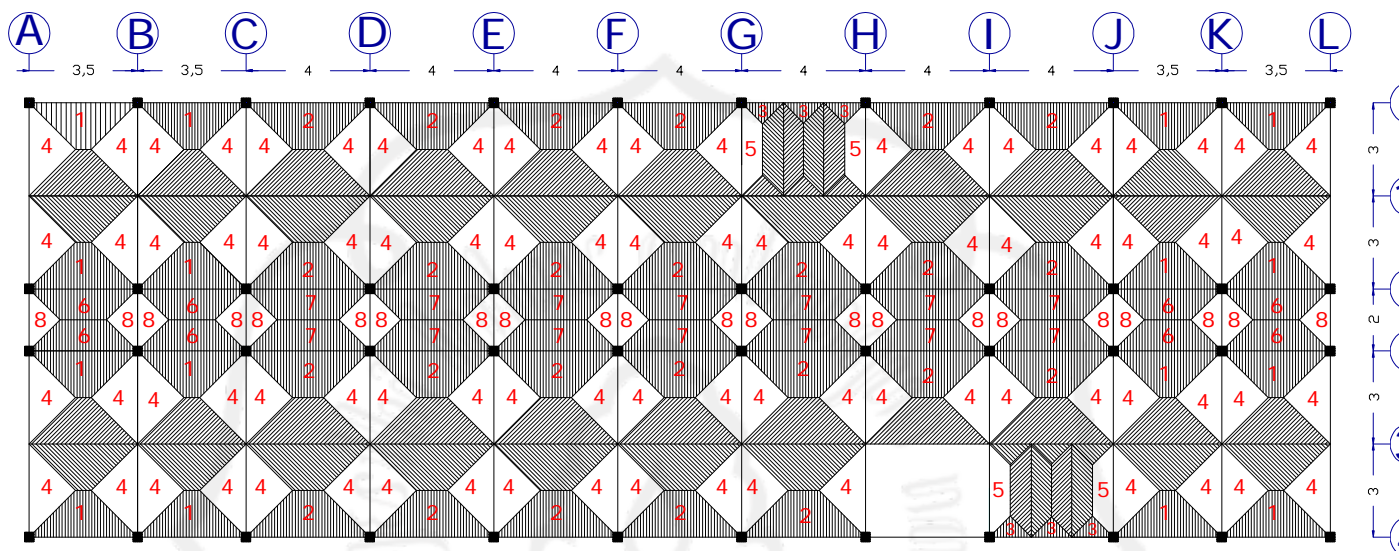 A B C D E F G H I J K L
3,5 3,5 4 4 4 4 4 4 4 3,5 3,5
1 1 2 2 2 2 3 3 3 2 2 1 1
4 4 4 4 4 4 4 4 4 4 4 4 5 5 4 4 4 4 4 4 4 4 3
4 4 4 4 4 4 4 4 4 4 4 4 4 4 4 4 4 4 4 4 4 4 3
1 1 2 2 2 2 2 2 2 1 1
6 6 7 7 7 7 7 7 7 6 6
8 8 8 8 8 8 8 8 8 8 8 8 8 8 8 8 8 8 8 8 8 8 2
6 6 7 7 7 7 7 7 7 6 6
1 1 2 2 2 2 2 2 2 1 1
4 4 4 4 4 4 4 4 4 4 4 4 4 4 4 4 4 4 4 4 4 4 3
4 4 4 4 4 4 4 4 4 4 4 4 4 4 5 5 4 4 4 4 3
1 1 2 2 2 2 2 3 3 3 1 1